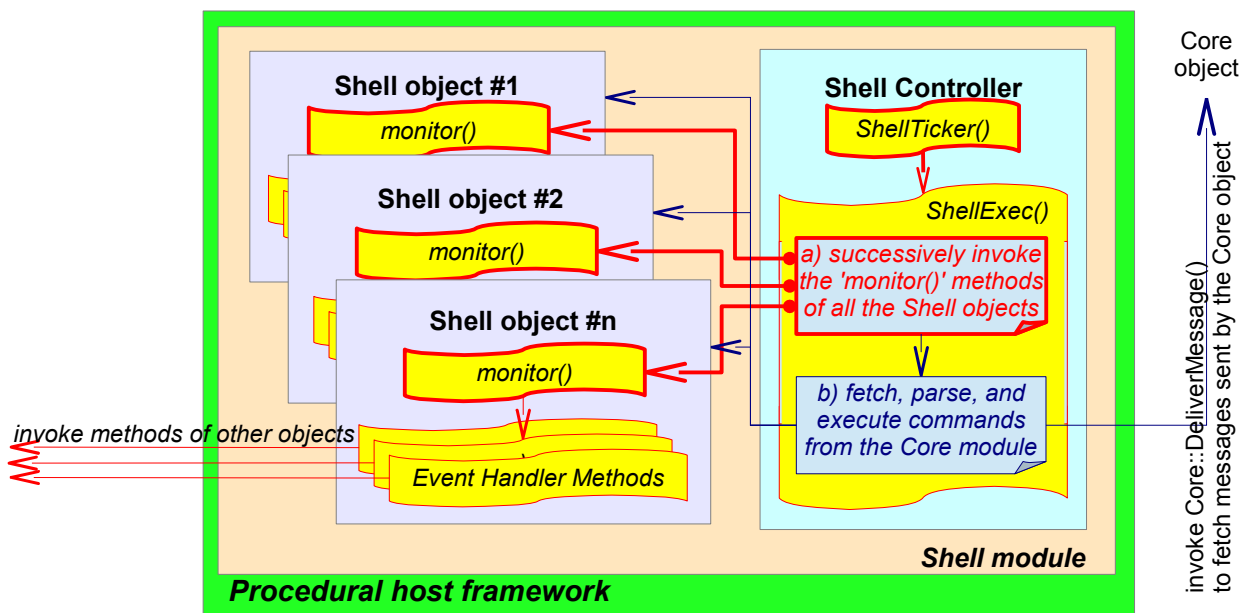 Shell object #1
monitor()
Shell object #2
monitor()
Shell object #n
monitor()
Event Handler Methods
invoke methods of other objects
Shell Controller
ShellTicker()
ShellExec()
a) successively invoke
the 'monitor()' methods
of all the Shell objects
b) fetch, parse, and
execute commands
from the Core module
Shell module
Procedural host framework
Core
object
invoke Core::DeliverMessage()
to fetch messages sent by the Core object